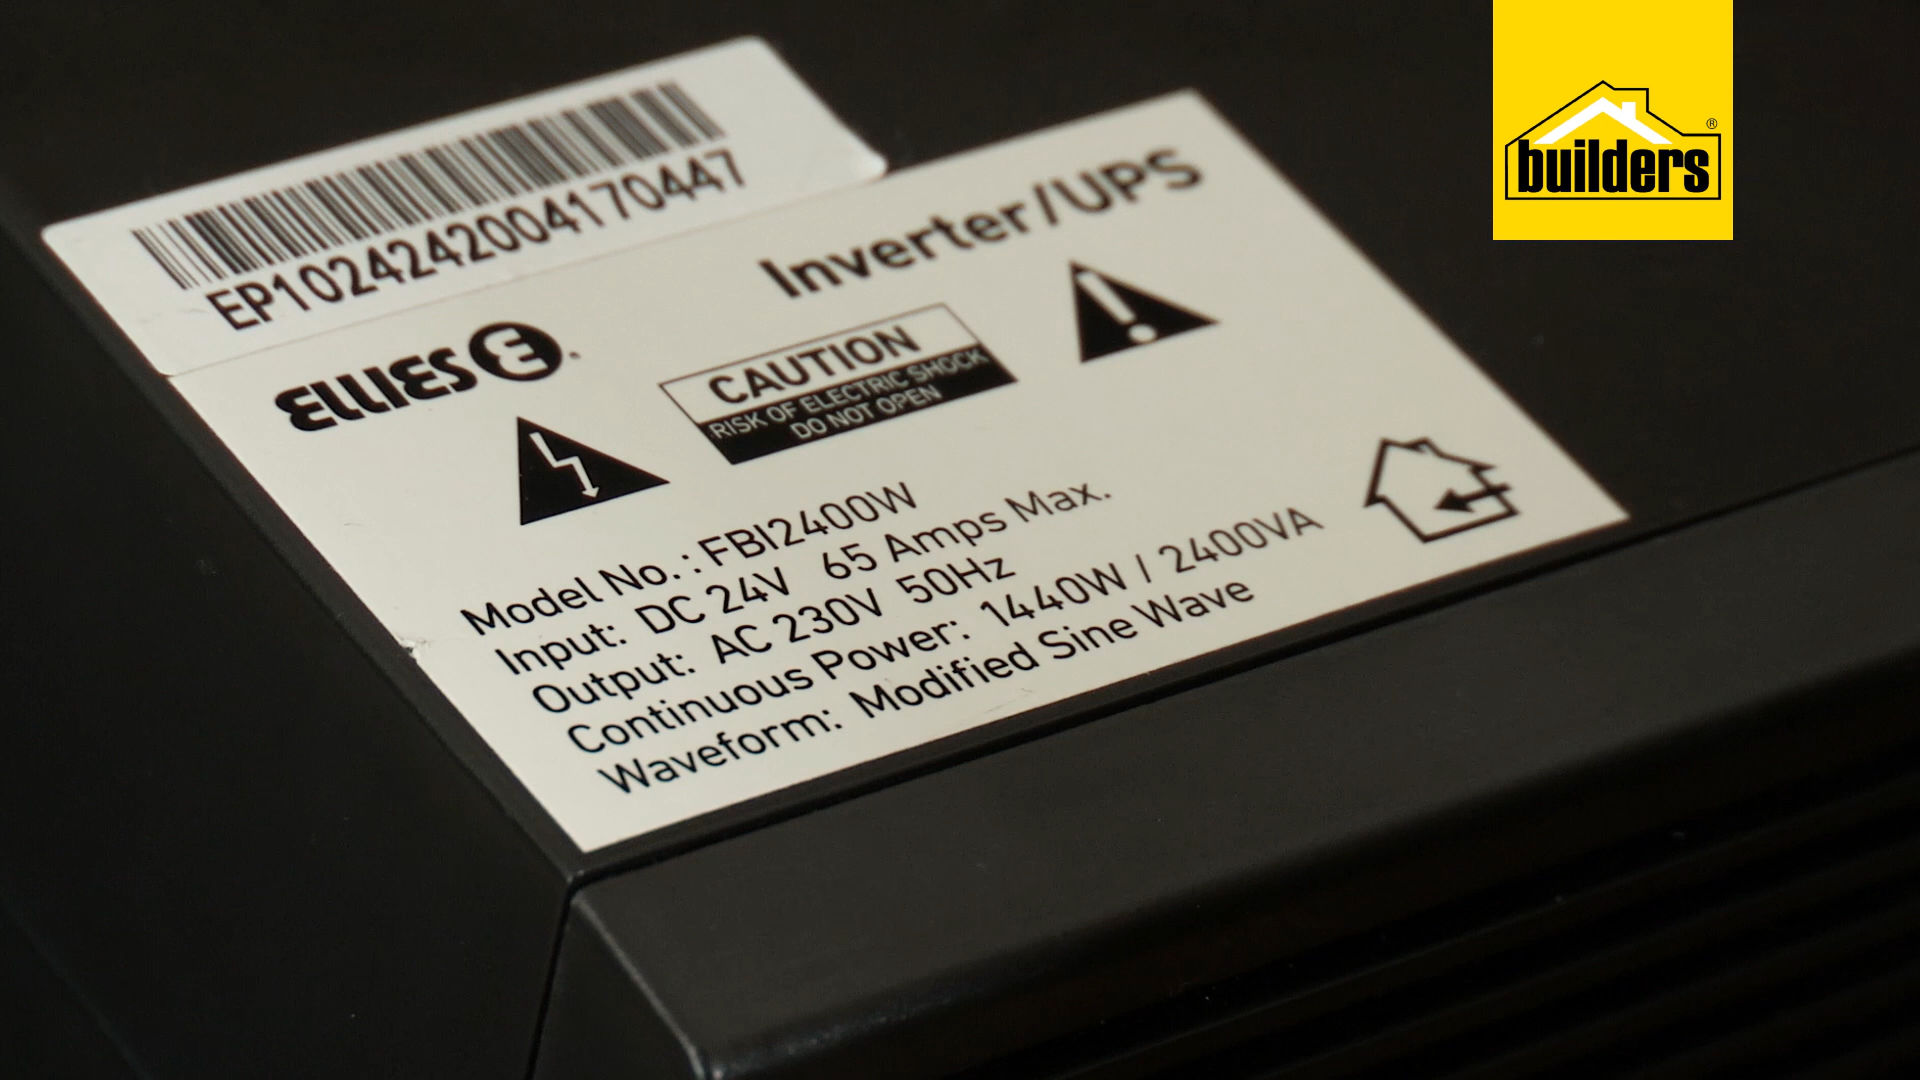 EP1024242004170447
Inverter/UPS
ELLIES
CAUTION
RISK OF ELECTRIC SHOCK
DO NOT OPEN
Model No. : FBI2400W
Input: DC 24V 65 Amps Max.
Output: AC 230V 50Hz
Continuous Power: 1440W / 2400VA
Waveform: Modified Sine Wave
builders®